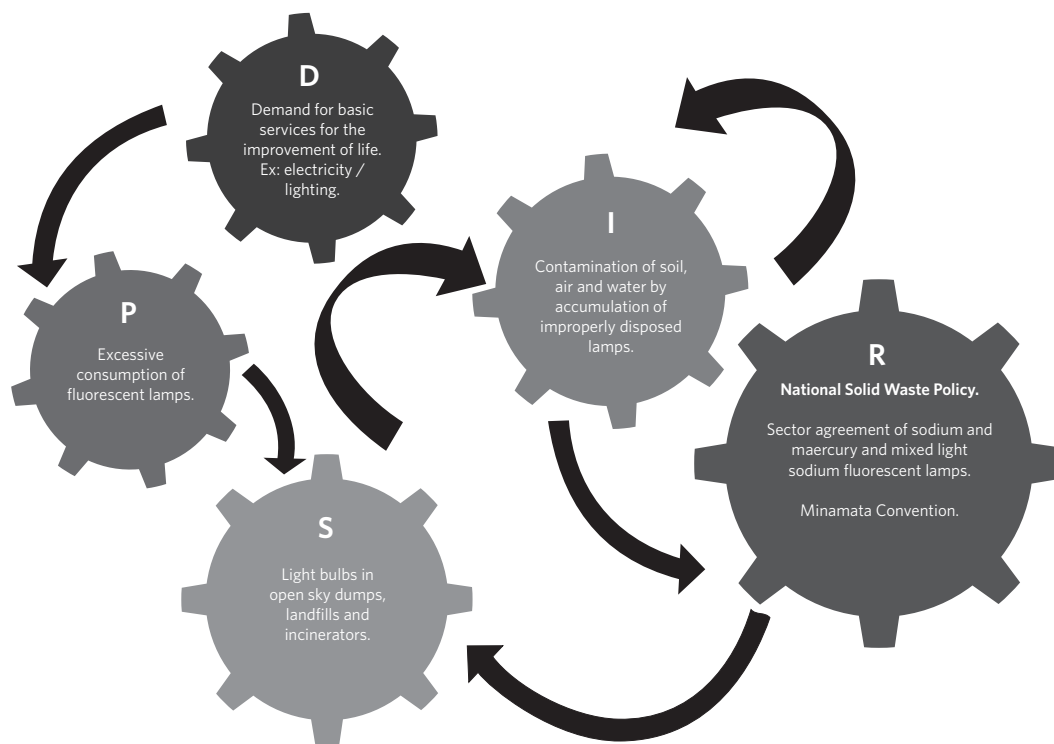 D
Demand for basic
services for the
improvement of life.
Ex: electricity /
lighting.
P
Excessive
consumption of
fluorescent lamps.
S
Light bulbs in
open sky dumps,
landfills and
incinerators.
I
Contamination of soil,
air and water by
accumulation of
improperly disposed
lamps.
R
National Solid Waste Policy.
Sector agreement of sodium and
maercury and mixed light
sodium fluorescent lamps.
Minamata Convention.